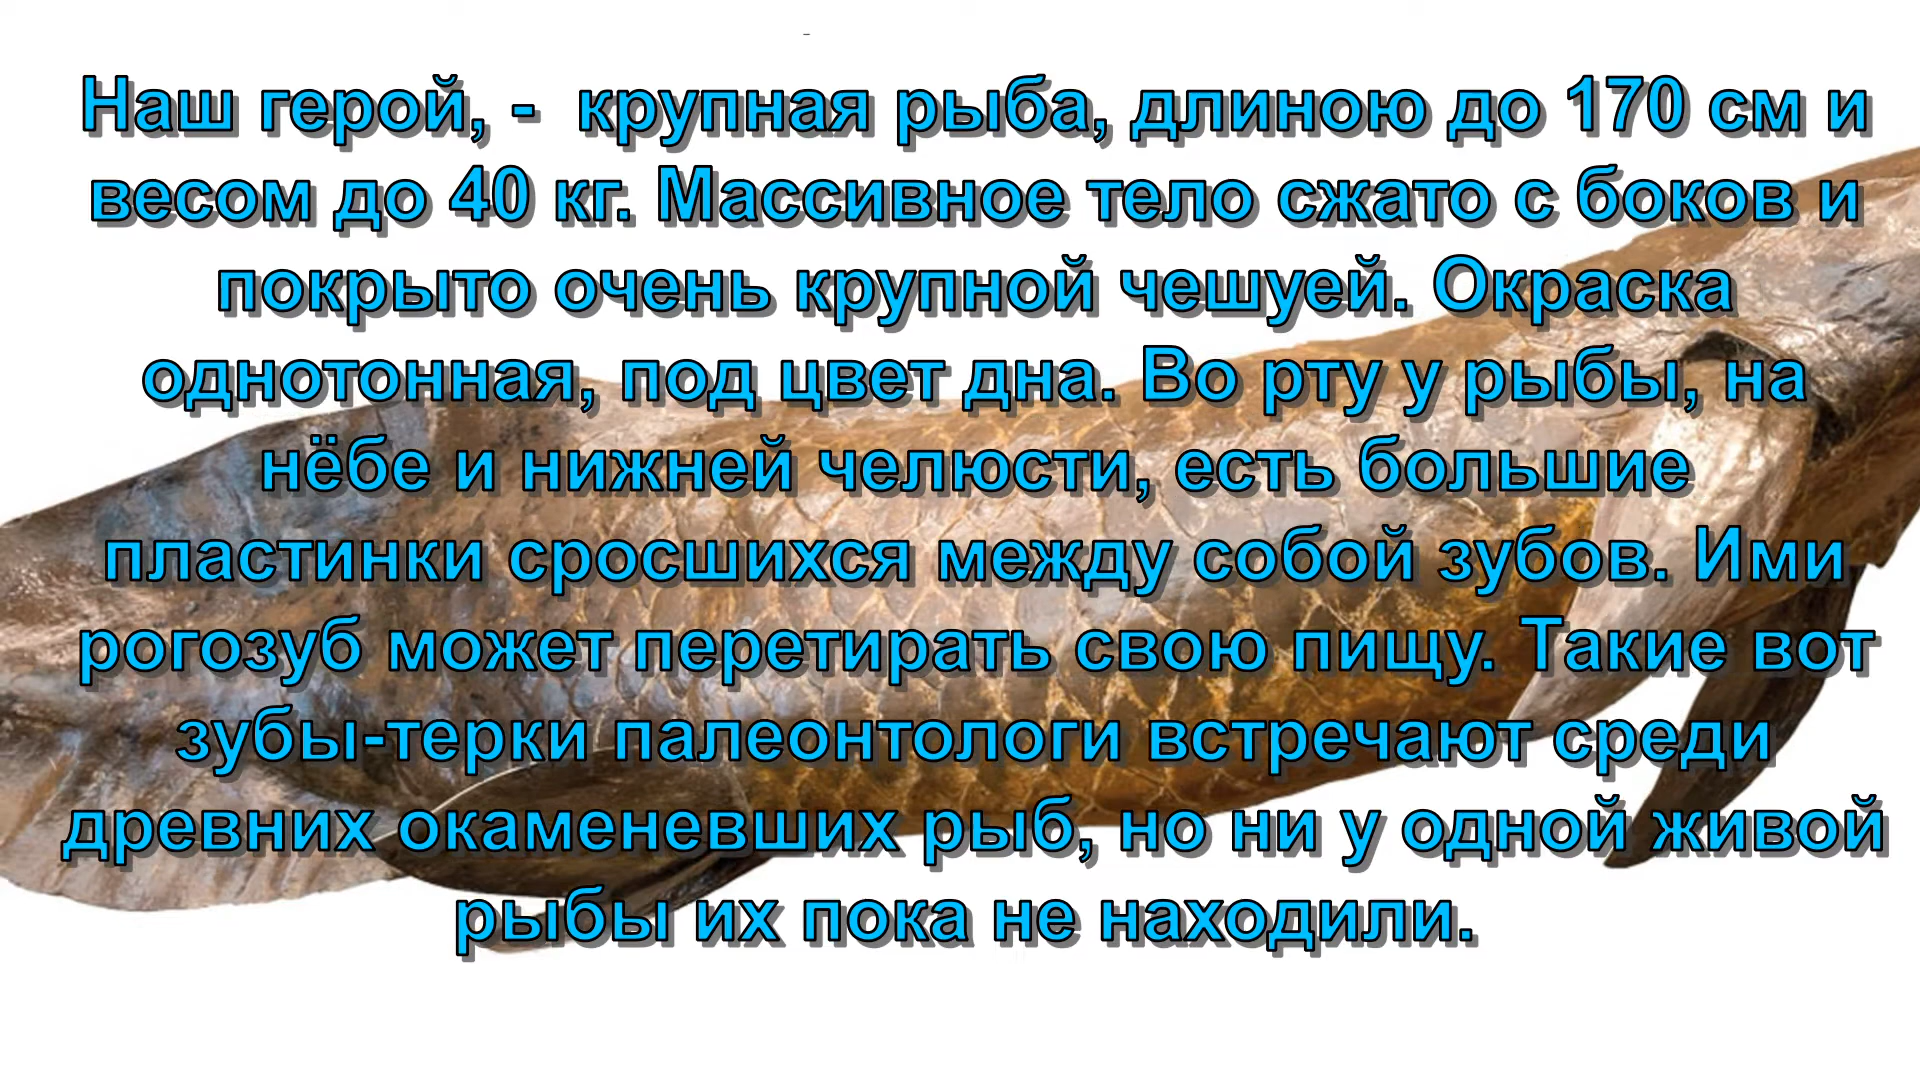 Наш герой, - крупная рыба, длиною до 170 см и
весом до 40 кг. Массивное тело сжато с боков и
покрыто очень крупной чешуей. Окраска
однотонная, под цвет дна. Во рту у рыбы, на
нёбе и нижней челюсти, есть большие
пластинки сросшихся между собой зубов. Ими
рогозуб может перетирать свою пищу. Такие вот
зубы-терки палеонтологи встречают среди
древних окаменевших рыб, но ни у одной живой
рыбы их пока не находили.